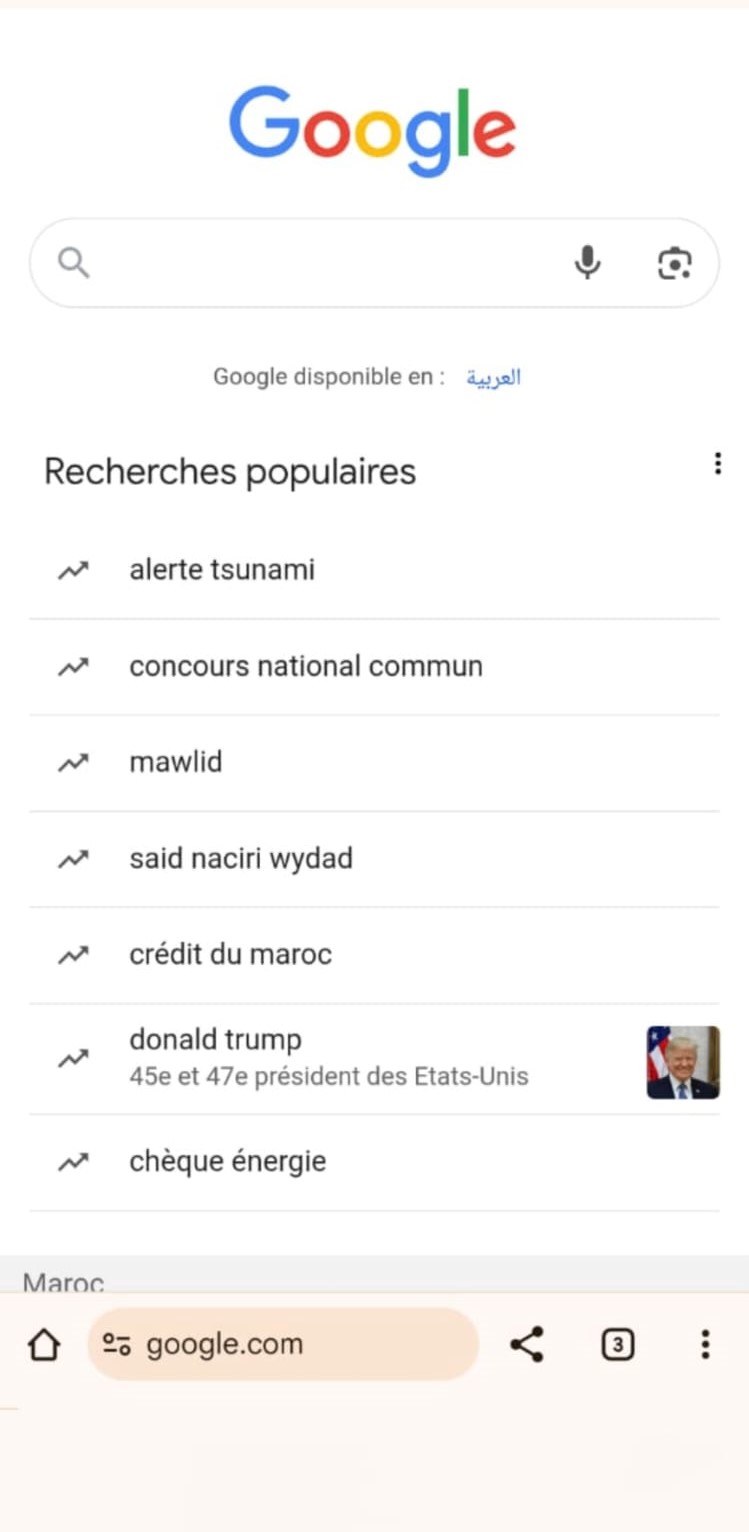 Google
Google disponible en : العربية
Recherches populaires
alerte tsunami
concours national commun
mawlid
said naciri wydad
crédit du maroc
donald trump
45e et 47e président des Etats-Unis
chèque énergie
Maroc
google.com
3